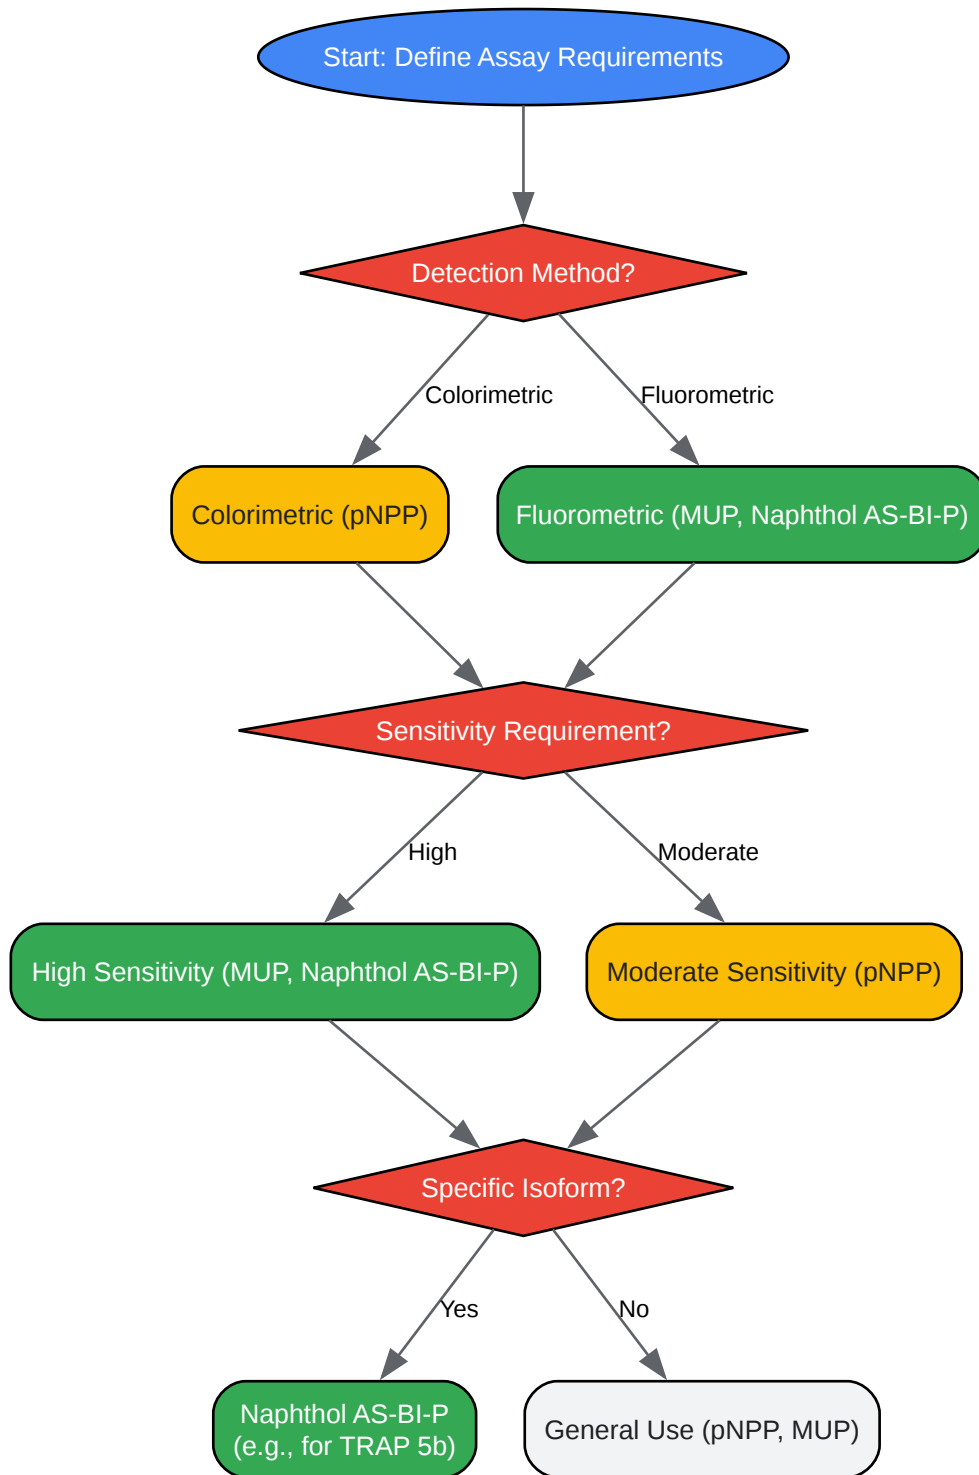 Start: Define Assay Requirements
Detection Method?
Colorimetric
Fluorometric
Colorimetric (pNPP)
Fluorometric (MUP, Naphthol AS-BI-P)
Sensitivity Requirement?
High
Moderate
High Sensitivity (MUP, Naphthol AS-BI-P)
Moderate Sensitivity (pNPP)
Specific Isoform?
Yes
No
Naphthol AS-BI-P
(e.g., for TRAP 5b)
General Use (pNPP, MUP)